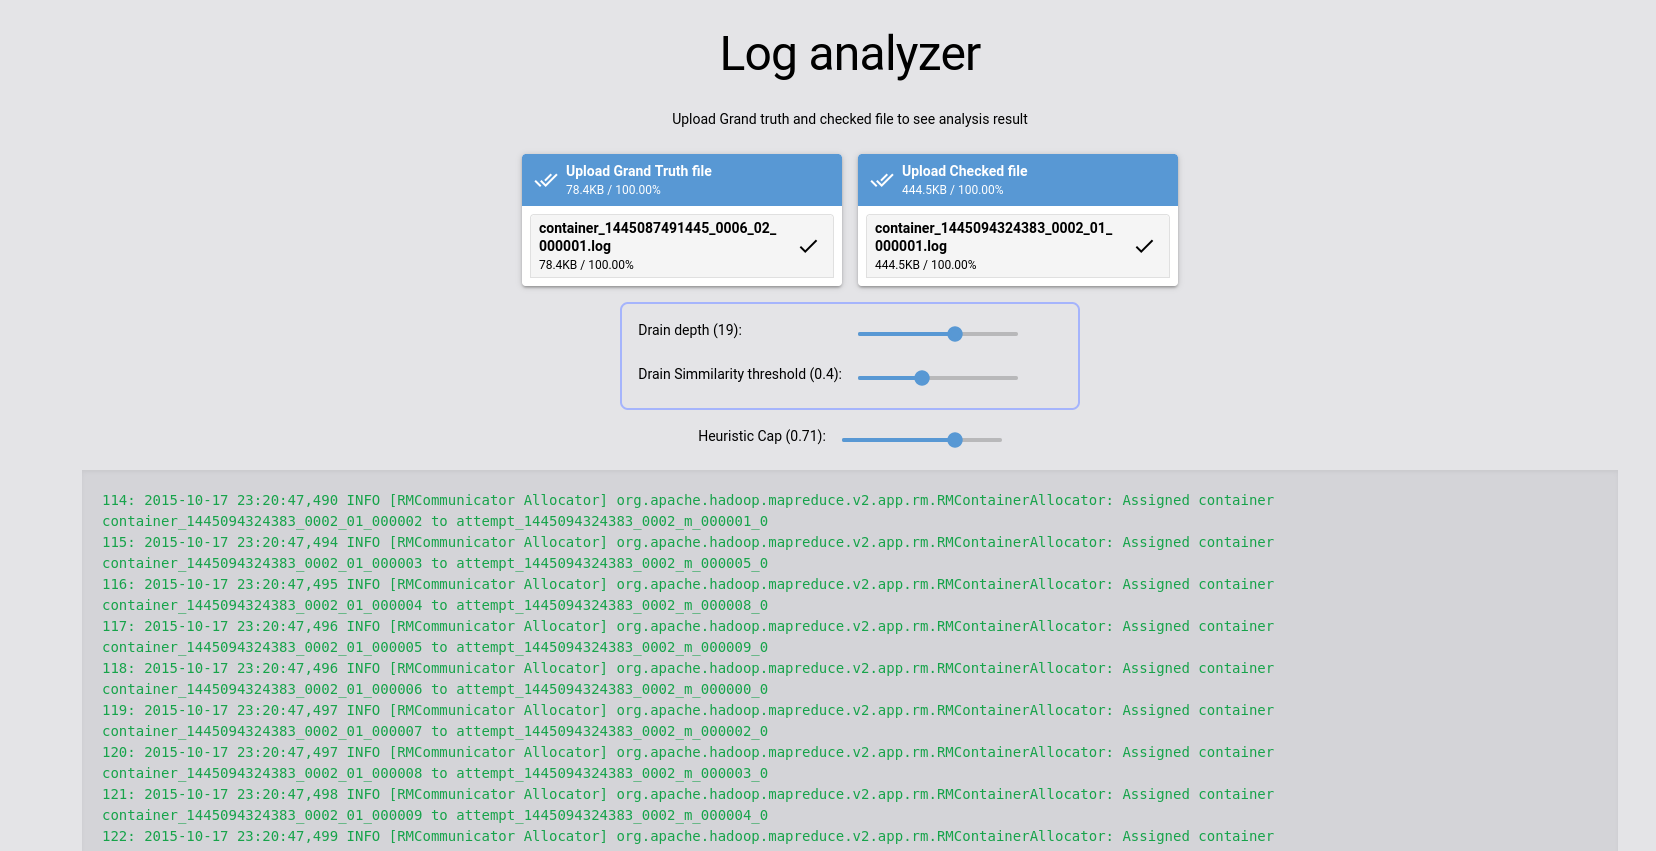 Log analyzer
Upload Grand truth and checked file to see analysis result
Upload Grand Truth file
78.4KB / 100.00%
container_1445087491445_0006_02_
000001.log
78.4KB / 100.00%
Upload Checked file
444.5KB / 100.00%
container_1445094324383_0002_01_
000001.log
444.5KB / 100.00%
Drain depth (19):
Drain Simmilarity threshold (0.4):
Heuristic Cap (0.71):
114: 2015-10-17 23:20:47,490 INFO [RMCommunicator Allocator] org.apache.hadoop.mapreduce.v2.app.rm.RMContainerAllocator: Assigned container
container_1445094324383_0002_01_000002 to attempt_1445094324383_0002_m_000001_0
115: 2015-10-17 23:20:47,494 INFO [RMCommunicator Allocator] org.apache.hadoop.mapreduce.v2.app.rm.RMContainerAllocator: Assigned container
container_1445094324383_0002_01_000003 to attempt_1445094324383_0002_m_000005_0
116: 2015-10-17 23:20:47,495 INFO [RMCommunicator Allocator] org.apache.hadoop.mapreduce.v2.app.rm.RMContainerAllocator: Assigned container
container_1445094324383_0002_01_000004 to attempt_1445094324383_0002_m_000008_0
117: 2015-10-17 23:20:47,496 INFO [RMCommunicator Allocator] org.apache.hadoop.mapreduce.v2.app.rm.RMContainerAllocator: Assigned container
container_1445094324383_0002_01_000005 to attempt_1445094324383_0002_m_000009_0
118: 2015-10-17 23:20:47,496 INFO [RMCommunicator Allocator] org.apache.hadoop.mapreduce.v2.app.rm.RMContainerAllocator: Assigned container
container_1445094324383_0002_01_000006 to attempt_1445094324383_0002_m_000000_0
119: 2015-10-17 23:20:47,497 INFO [RMCommunicator Allocator] org.apache.hadoop.mapreduce.v2.app.rm.RMContainerAllocator: Assigned container
container_1445094324383_0002_01_000007 to attempt_1445094324383_0002_m_000002_0
120: 2015-10-17 23:20:47,497 INFO [RMCommunicator Allocator] org.apache.hadoop.mapreduce.v2.app.rm.RMContainerAllocator: Assigned container
container_1445094324383_0002_01_000008 to attempt_1445094324383_0002_m_000003_0
121: 2015-10-17 23:20:47,498 INFO [RMCommunicator Allocator] org.apache.hadoop.mapreduce.v2.app.rm.RMContainerAllocator: Assigned container
container_1445094324383_0002_01_000009 to attempt_1445094324383_0002_m_000004_0
122: 2015-10-17 23:20:47,499 INFO [RMCommunicator Allocator] org.apache.hadoop.mapreduce.v2.app.rm.RMContainerAllocator: Assigned container